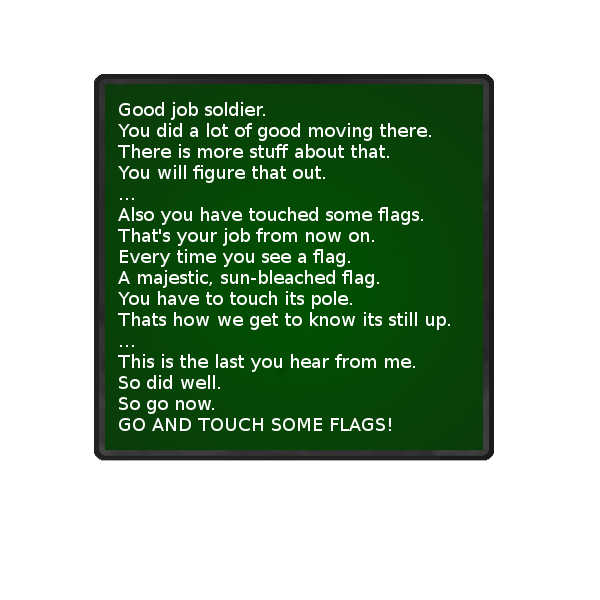 Good job soldier.
You did a lot of good moving there.
There is more stuff about that.
You will figure that out.
...
Also you have touched some flags.
That's your job from now on.
Every time you see a flag.
A majestic, sun-bleached flag.
You have to touch its pole.
Thats how we get to know its still up.
...
This is the last you hear from me.
So did well.
So go now.
GO AND TOUCH SOME FLAGS!